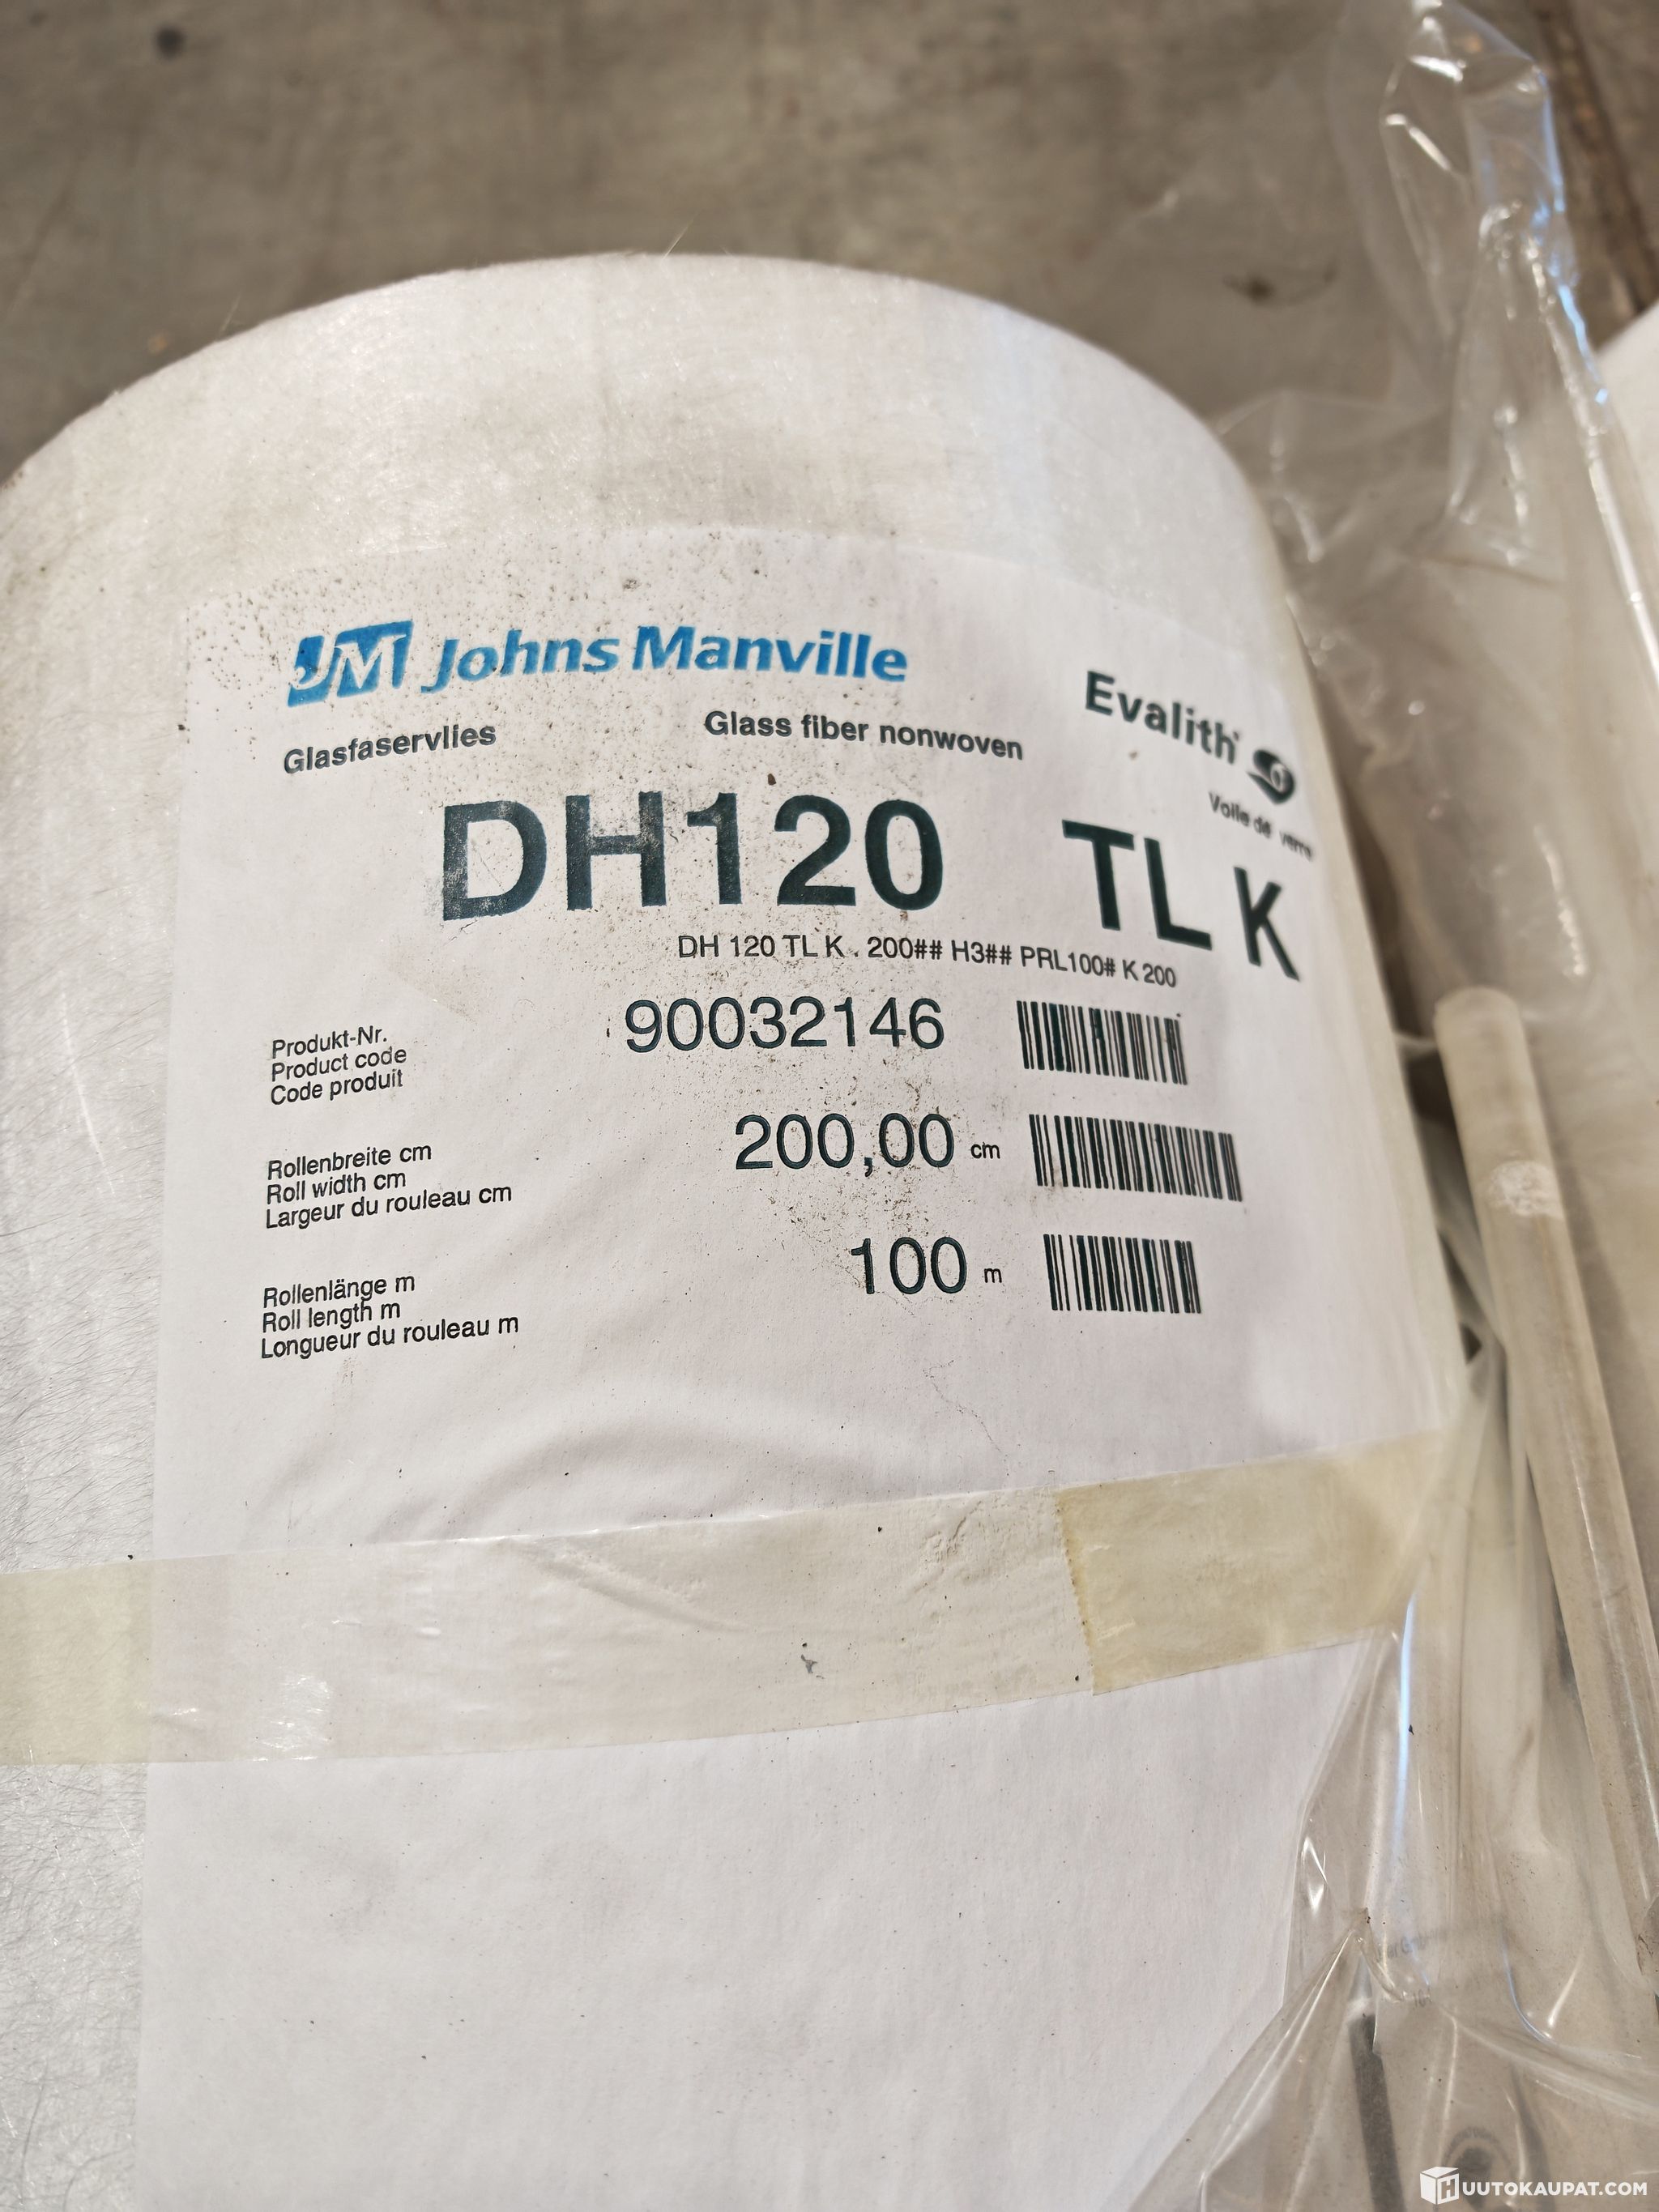 JM Johns Manville
Evalith
Glasfaservlies
Glass fiber nonwoven
Voile de verre
DH120 TL K
DH 120 TL K . 200## H3## PRL100# K 200
Produkt-Nr.
Product code
Code produit
90032146
Rollenbreite cm
Roll width cm
Largeur du rouleau cm
200,00 cm
Rollenlänge m
Roll length m
Longueur du rouleau m
100 m
HUUTOKAUPAT.COM